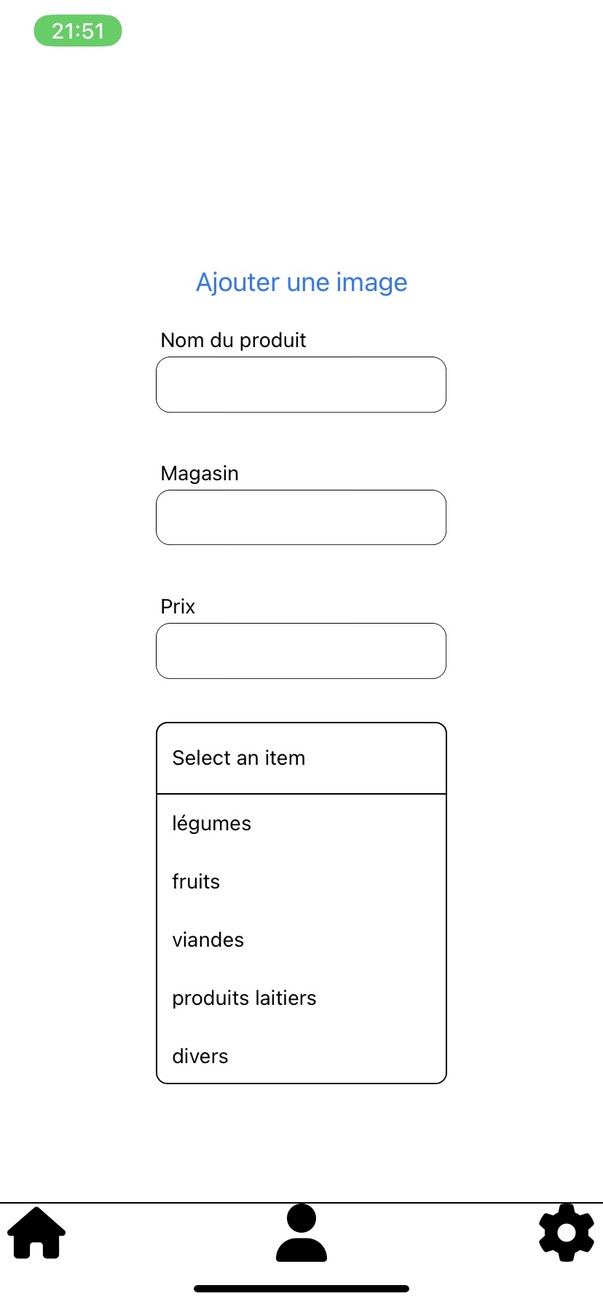 21:51
Ajouter une image
Nom du produit
Magasin
Prix
Select an item
légumes
fruits
viandes
produits laitiers
divers